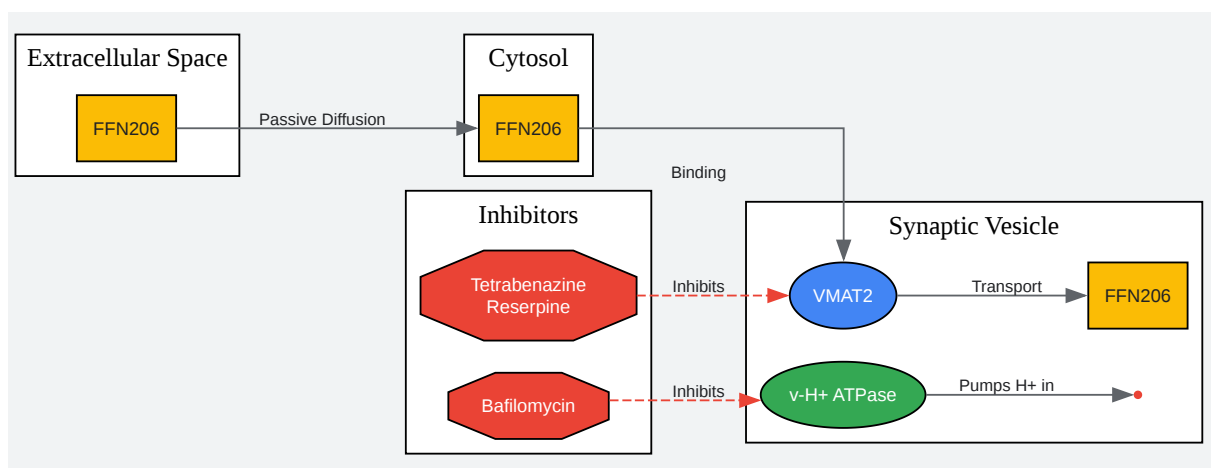 Extracellular Space
FFN206
Passive Diffusion
Cytosol
FFN206
Binding
Inhibitors
Tetrabenazine
Reserpine
Inhibits
Bafilomycin
Inhibits
Synaptic Vesicle
VMAT2
Transport
FFN206
v-H+ ATPase
Pumps H+ in